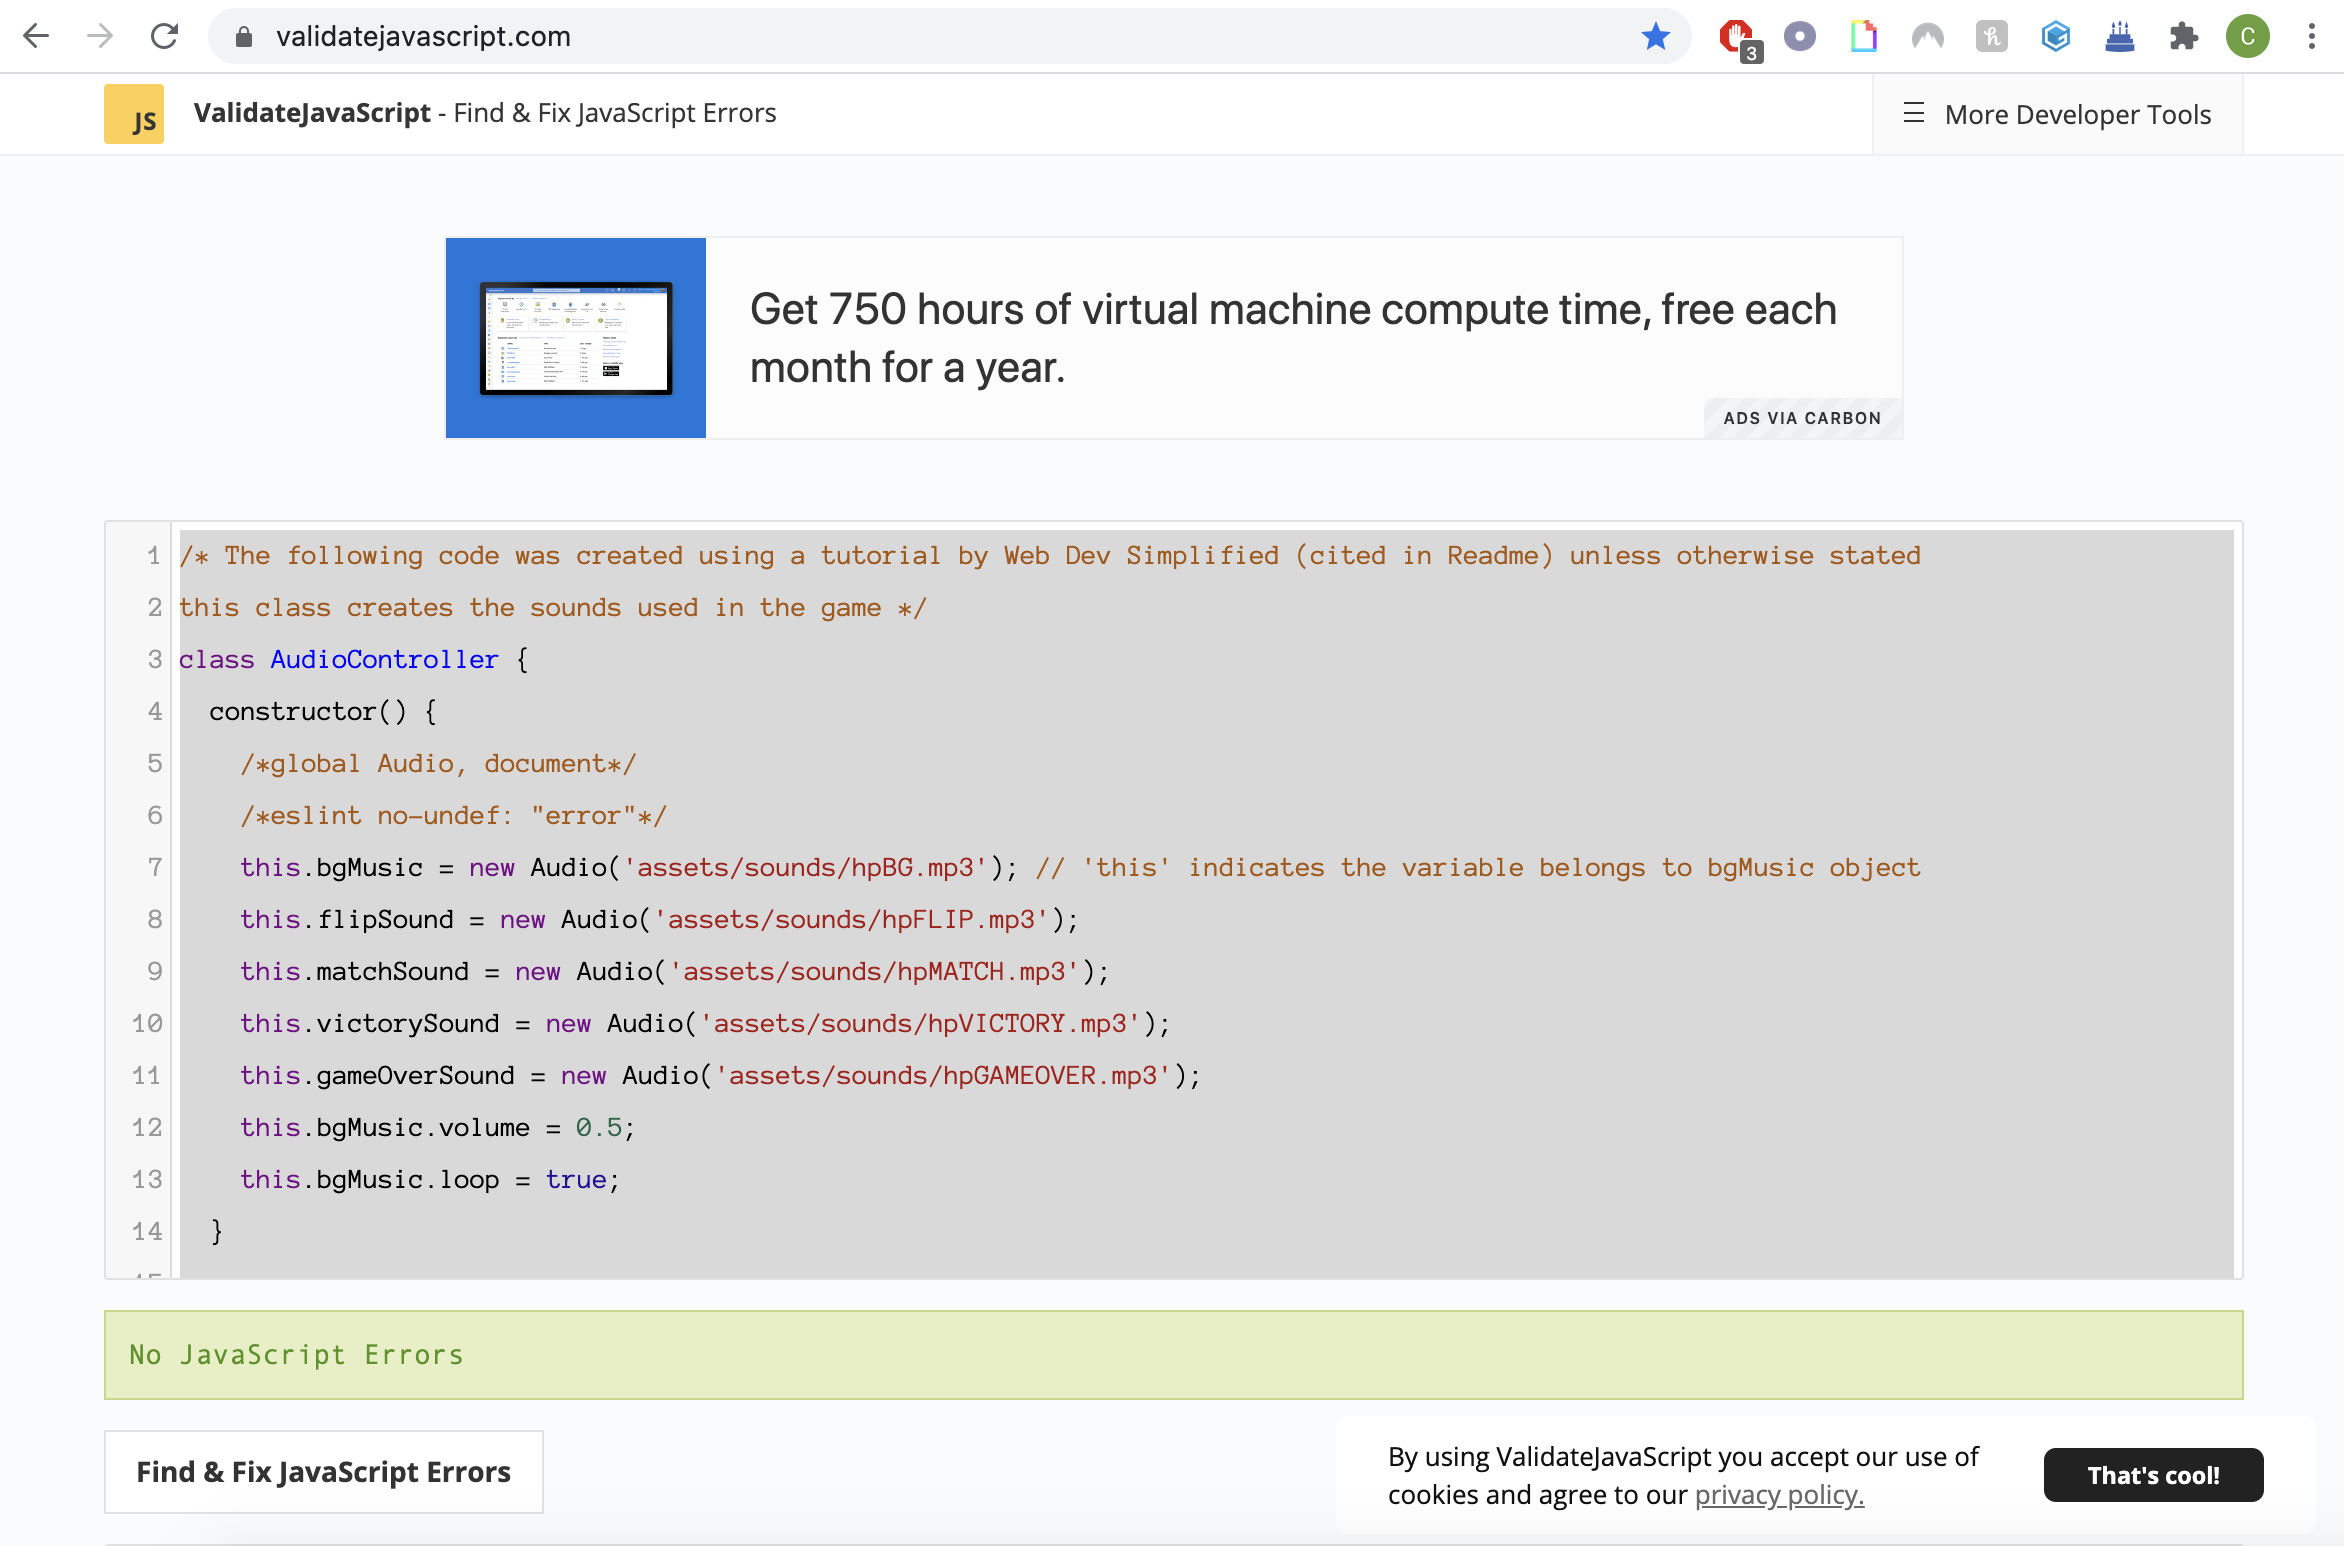 validatejavascript.com
3
C
JS
ValidateJavaScript - Find & Fix JavaScript Errors
☰ More Developer Tools
Get 750 hours of virtual machine compute time, free each
month for a year.
ADS VIA CARBON
1 /* The following code was created using a tutorial by Web Dev Simplified (cited in Readme) unless otherwise stated
2 this class creates the sounds used in the game */
3 class AudioController {
4   constructor() {
5     /*global Audio, document*/
6     /*eslint no-undef: "error"*/
7     this.bgMusic = new Audio('assets/sounds/hpBG.mp3'); // 'this' indicates the variable belongs to bgMusic object
8     this.flipSound = new Audio('assets/sounds/hpFLIP.mp3');
9     this.matchSound = new Audio('assets/sounds/hpMATCH.mp3');
10     this.victorySound = new Audio('assets/sounds/hpVICTORY.mp3');
11     this.gameOverSound = new Audio('assets/sounds/hpGAMEOVER.mp3');
12     this.bgMusic.volume = 0.5;
13     this.bgMusic.loop = true;
14   }
No JavaScript Errors
Find & Fix JavaScript Errors
By using ValidateJavaScript you accept our use of
cookies and agree to our privacy policy.
That's cool!